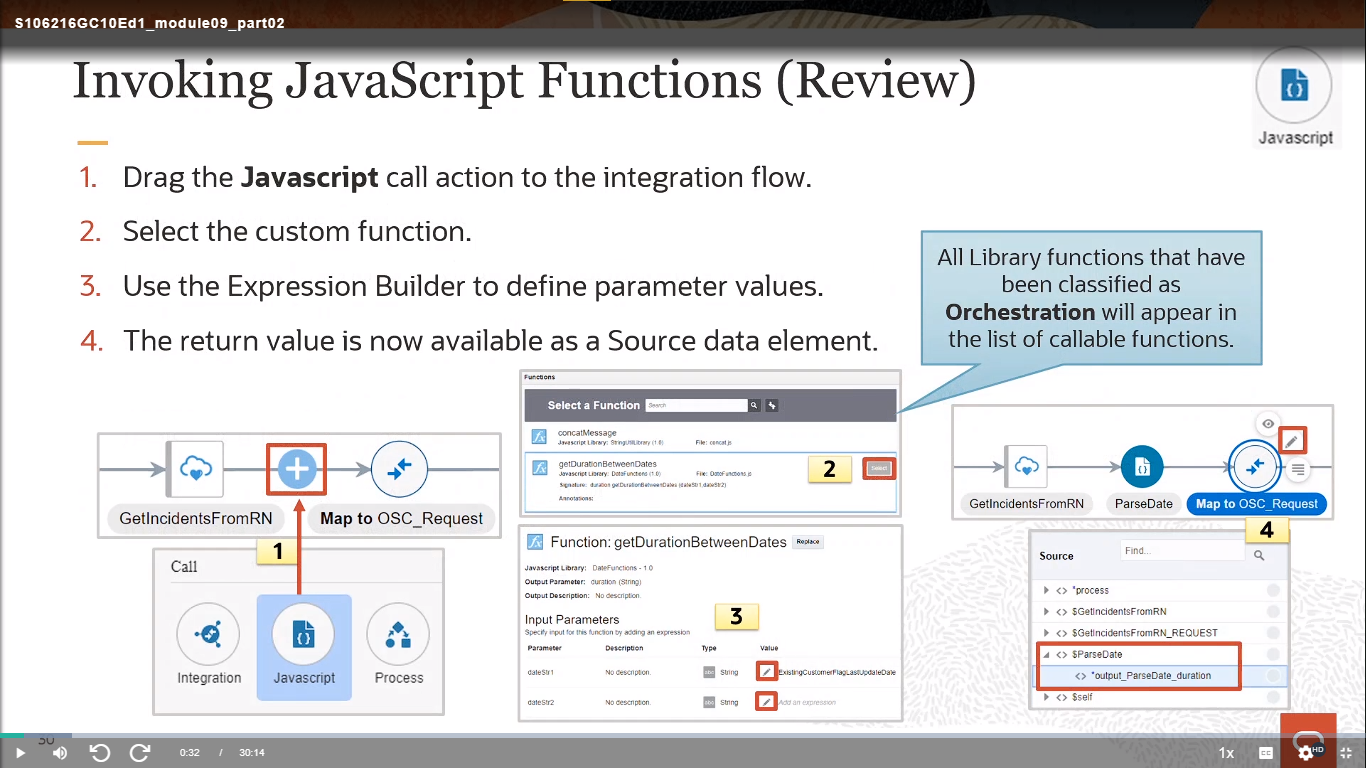 S106216GC10Ed1_module09_part02
Invoking JavaScript Functions (Review)
Javascript
1. Drag the Javascript call action to the integration flow.
2. Select the custom function.
3. Use the Expression Builder to define parameter values.
4. The return value is now available as a Source data element.
All Library functions that have
been classified as
Orchestration will appear in
the list of callable functions.
GetIncidentsFromRN
Map to OSC_Request
1
Call
Integration
Javascript
Process
Functions
Select a Function
Search
concatMessage
Javascript Library: StringUtilLibrary (1.0) File: concat.js
getDurationBetweenDates
Javascript Library: DateFunctions (1.0) File: DateFunctions.js
Signature: duration getDurationBetweenDates (dateStr1,dateStr2)
Annotations:
2
Select
Function: getDurationBetweenDates Replace
Javascript Library: DateFunctions - 1.0
Output Parameter: duration (String)
Output Description: No description.
Input Parameters
Specify input for this function by adding an expression
3
Parameter Description Type Value
dateStr1 No description. abc String ExistingCustomerFlagLastUpdateDate
dateStr2 No description. abc String Add an expression
GetIncidentsFromRN
ParseDate
Map to OSC_Request
4
Source
Find...
*process
$GetIncidentsFromRN
$GetIncidentsFromRN_REQUEST
$ParseDate
*output_ParseDate_duration
$self
30
0:32 / 30:14
1x
CC
HD